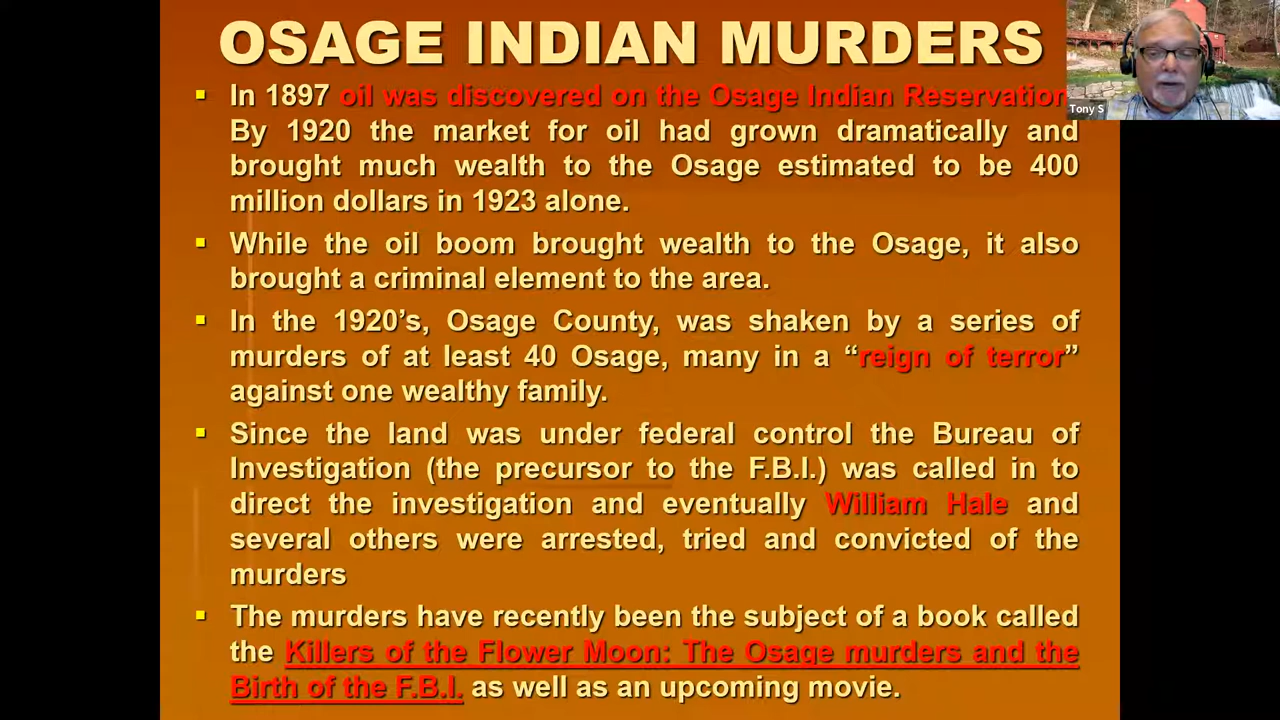 OSAGE INDIAN MURDERS
▪ In 1897 oil was discovered on the Osage Indian Reservation
By 1920 the market for oil had grown dramatically and
brought much wealth to the Osage estimated to be 400
million dollars in 1923 alone.
▪ While the oil boom brought wealth to the Osage, it also
brought a criminal element to the area.
▪ In the 1920’s, Osage County, was shaken by a series of
murders of at least 40 Osage, many in a “reign of terror”
against one wealthy family.
▪ Since the land was under federal control the Bureau of
Investigation (the precursor to the F.B.I.) was called in to
direct the investigation and eventually William Hale and
several others were arrested, tried and convicted of the
murders
▪ The murders have recently been the subject of a book called
the Killers of the Flower Moon: The Osage murders and the
Birth of the F.B.I. as well as an upcoming movie.
Tony S